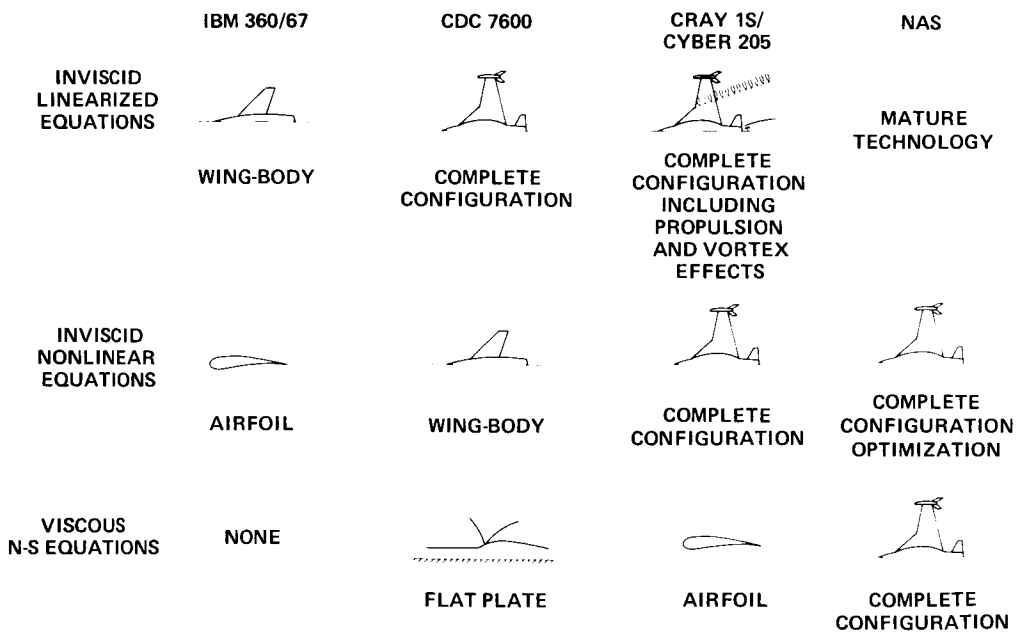 IBM 360/67
CDC 7600
CRAY 1S/
CYBER 205
NAS
INVISCID
LINEARIZED
EQUATIONS
WING-BODY
COMPLETE
CONFIGURATION
COMPLETE
CONFIGURATION
INCLUDING
PROPULSION
AND VORTEX
EFFECTS
MATURE
TECHNOLOGY
INVISCID
NONLINEAR
EQUATIONS
AIRFOIL
WING-BODY
COMPLETE
CONFIGURATION
COMPLETE
CONFIGURATION
OPTIMIZATION
VISCOUS
N-S EQUATIONS
NONE
FLAT PLATE
AIRFOIL
COMPLETE
CONFIGURATION